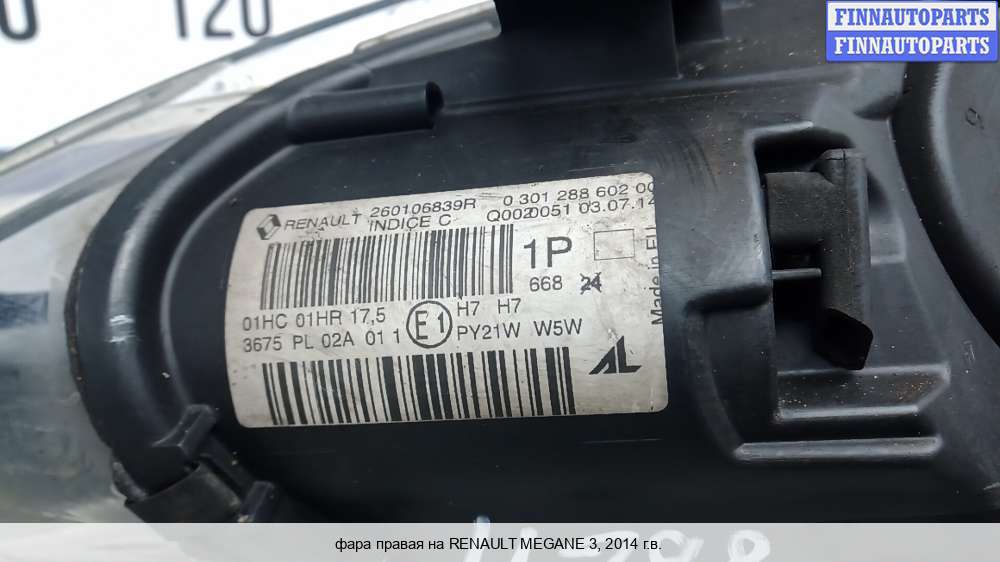 120
FINNAUTOPARTS
FINNAUTOPARTS
RENAULT 260106839R 0 301 288 602 00
INDICE C Q0020051 03.07.14
1P
668 24
Made in EU
01HC 01HR 17,5 H7 H7
3675 PL 02A 01 1 E1 PY21W W5W
AL
фара правая на RENAULT MEGANE 3, 2014 г.в.